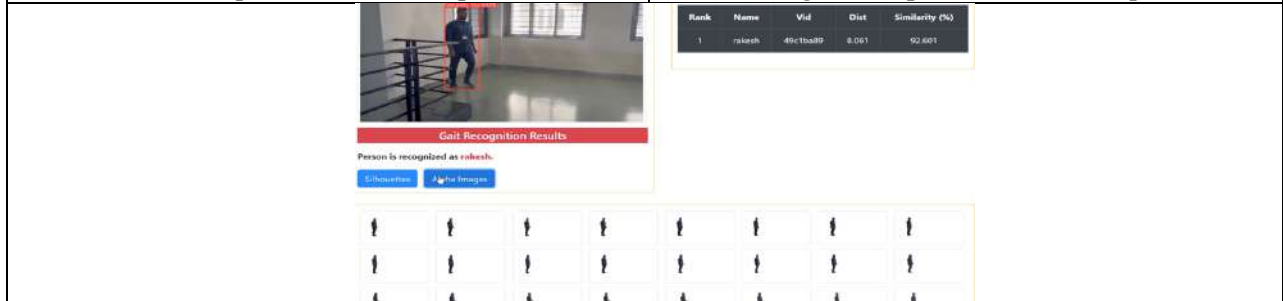 Rank Name Vid Dist Similarity (%)
1 rakesh 49c1ba89 8.061 92.601
Gait Recognition Results
Person is recognized as rakesh.
Silhouettes Alpha Images